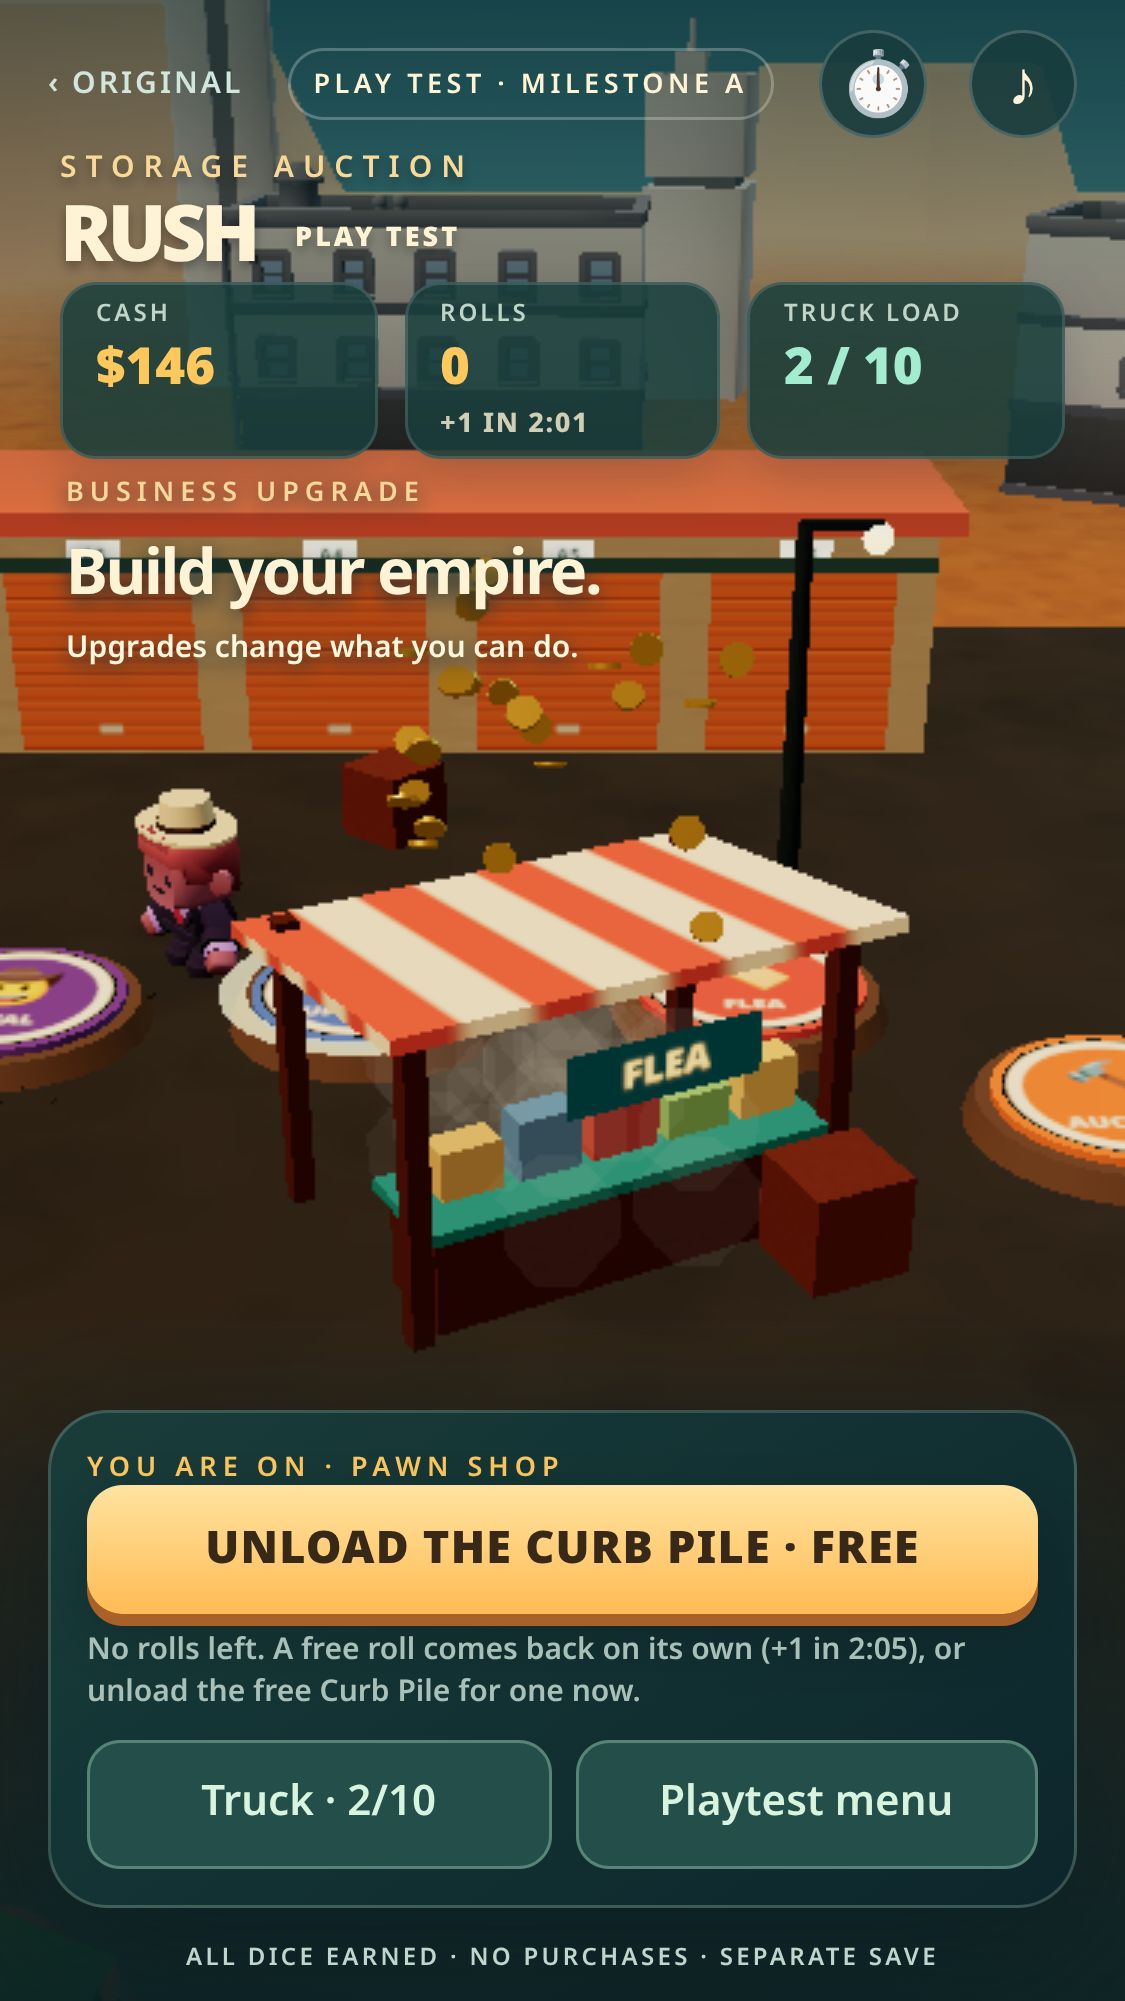 ‹ ORIGINAL
PLAY TEST · MILESTONE A
♪
STORAGE AUCTION
RUSH PLAY TEST
CASH
$146
ROLLS
0
+1 IN 2:01
TRUCK LOAD
2 / 10
BUSINESS UPGRADE
Build your empire.
Upgrades change what you can do.
FLEA
FLEA
YOU ARE ON · PAWN SHOP
UNLOAD THE CURB PILE · FREE
No rolls left. A free roll comes back on its own (+1 in 2:05), or
unload the free Curb Pile for one now.
Truck · 2/10
Playtest menu
ALL DICE EARNED · NO PURCHASES · SEPARATE SAVE